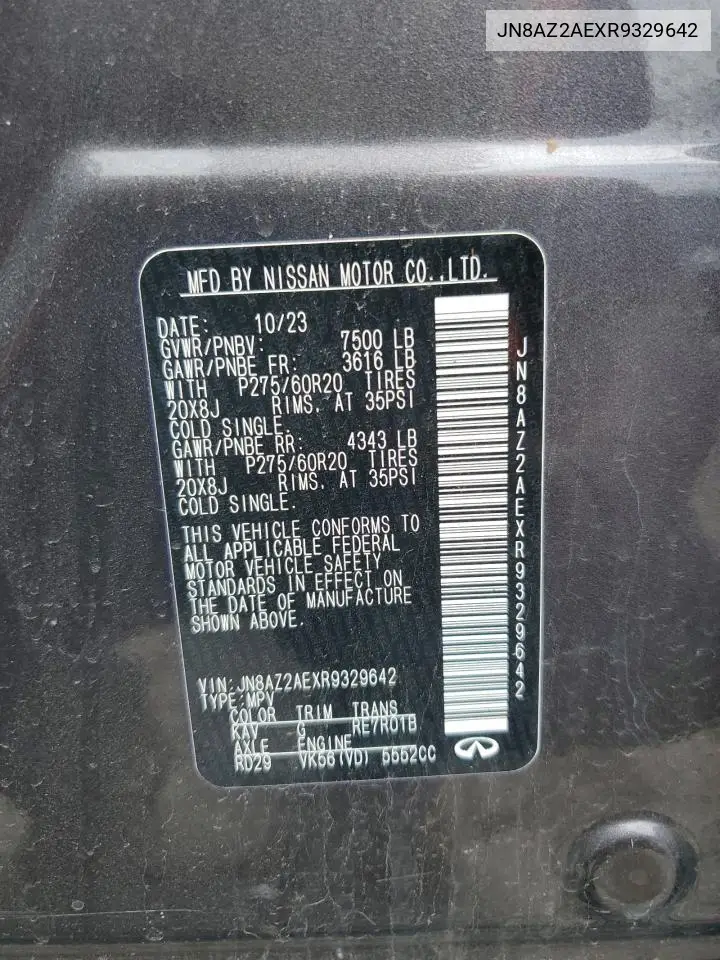 JN8AZ2AEXR9329642
MFD BY NISSAN MOTOR CO.,LTD.
DATE: 10/23
GVWR/PNBV: 7500 LB
GAWR/PNBE FR: 3616 LB
WITH P275/60R20 TIRES
20X8J RIMS, AT 35PSI
COLD SINGLE.
GAWR/PNBE RR: 4343 LB
WITH P275/60R20 TIRES
20X8J RIMS, AT 35PSI
COLD SINGLE.
THIS VEHICLE CONFORMS TO
ALL APPLICABLE FEDERAL
MOTOR VEHICLE SAFETY
STANDARDS IN EFFECT ON
THE DATE OF MANUFACTURE
SHOWN ABOVE.
VIN:JN8AZ2AEXR9329642
TYPE:MPV
COLOR TRIM TRANS
KAV G RE7R01B
AXLE ENGINE
RD29 VK56(VD) 5552CC
JN8AZ2AEXR9329642